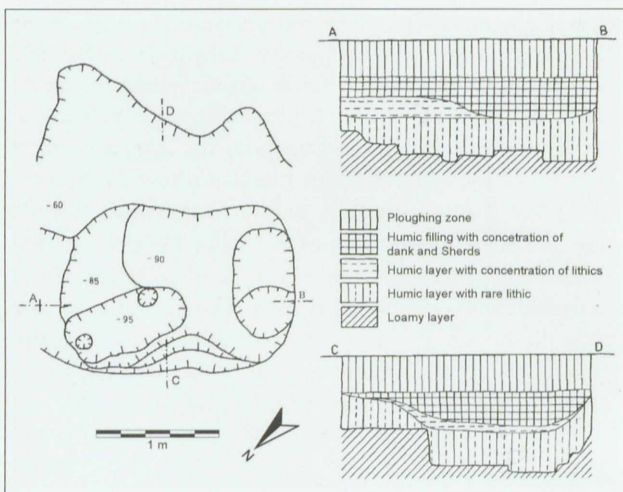 A B
D
- 60
- 90
- 85
A B
- 95
C
1 m
N
Ploughing zone
Humic filling with concetration of
dank and Sherds
Humic layer with concentration of lithics
Humic layer with rare lithic
Loamy layer
C D